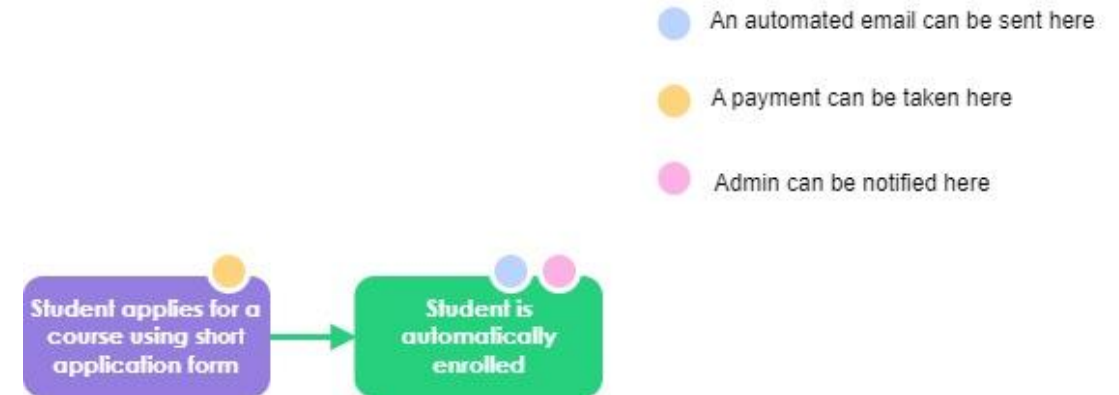 An automated email can be sent here
A payment can be taken here
Admin can be notified here
Student applies for a
course using short
application form
Student is
automatically
enrolled